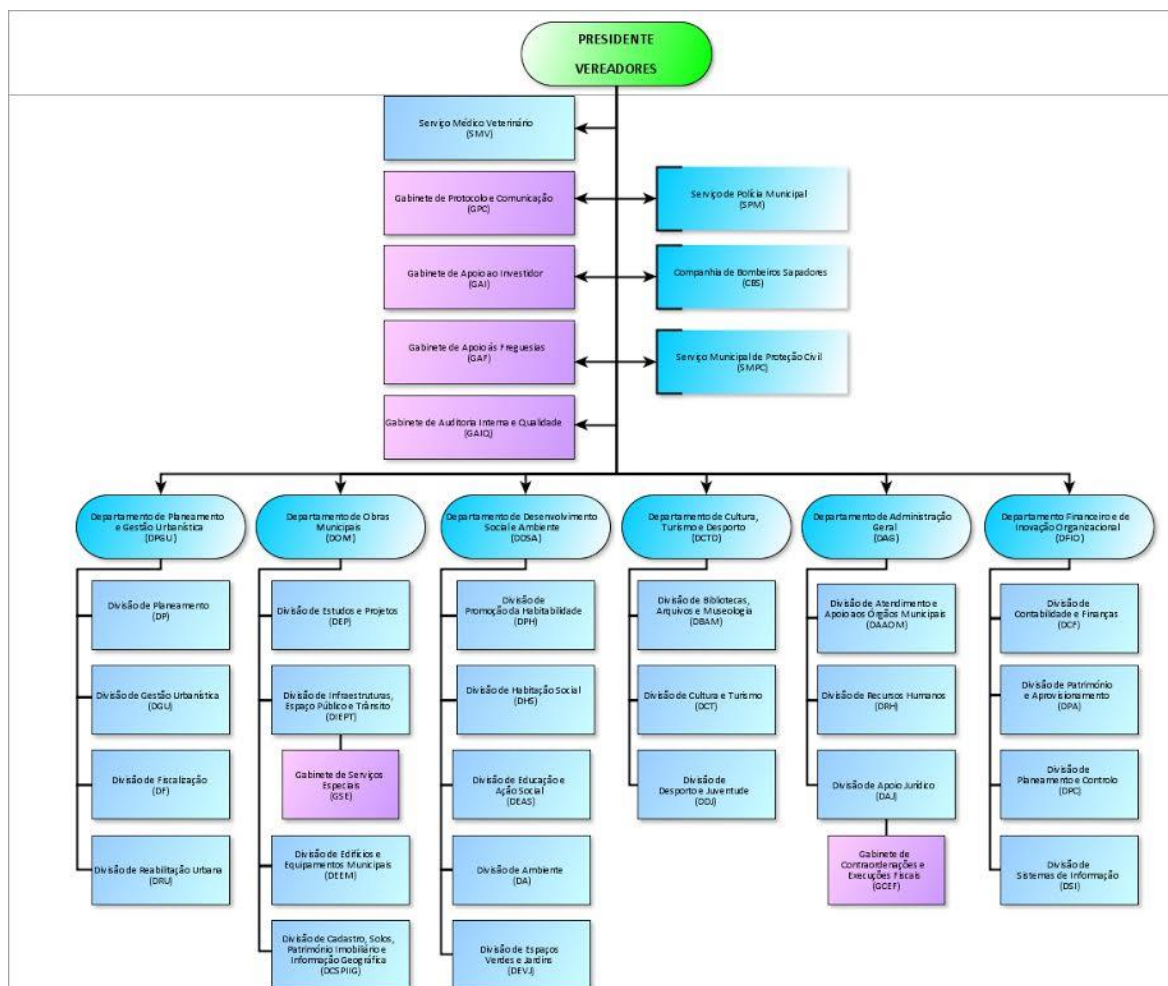 PRESIDENTE
VEREADORES
Serviço Médico Veterinário
(SMV)
Gabinete de Protocolo e Comunicação
(GPC)
Serviço de Polícia Municipal
(SPM)
Gabinete de Apoio ao Investidor
(GAI)
Companhia de Bombeiros Sapadores
(CBS)
Gabinete de Apoio ás Freguesias
(GAF)
Serviço Municipal de Proteção Civil
(SMPC)
Gabinete de Auditoria Interna e Qualidade
(GAIQ)
Departamento de Planeamento
e Gestão Urbanística
(DPGU)
Departamento de Obras
Municipais
(DOM)
Departamento de Desenvolvimento
Social e Ambiente
(DDSA)
Departamento de Cultura,
Turismo e Desporto
(DCTD)
Departamento de Administração
Geral
(DAG)
Departamento Financeiro e de
Inovação Organizacional
(DFIO)
Divisão de Planeamento
(DP)
Divisão de Gestão Urbanística
(DGU)
Divisão de Fiscalização
(DF)
Divisão de Reabilitação Urbana
(DRU)
Divisão de Estudos e Projetos
(DEP)
Divisão de Infraestruturas,
Espaço Público e Trânsito
(DIEPT)
Gabinete de Serviços
Especiais
(GSE)
Divisão de Edifícios e
Equipamentos Municipais
(DEEM)
Divisão de Cadastro, Solos,
Património Imobiliário e
Informação Geográfica
(DCSPIIG)
Divisão de
Promoção da Habitabilidade
(DPH)
Divisão de Habitação Social
(DHS)
Divisão de Educação e
Ação Social
(DEAS)
Divisão de Ambiente
(DA)
Divisão de Espaços
Verdes e Jardins
(DEVJ)
Divisão de Bibliotecas,
Arquivos e Museologia
(DBAM)
Divisão de Cultura e Turismo
(DCT)
Divisão de
Desporto e Juventude
(DDJ)
Divisão de Atendimento e
Apoio aos Órgãos Municipais
(DAAOM)
Divisão de Recursos Humanos
(DRH)
Divisão de Apoio Jurídico
(DAJ)
Gabinete de
Contraordenações e
Execuções Fiscais
(GCEF)
Divisão de
Contabilidade e Finanças
(DCF)
Divisão de Património
e Aprovisionamento
(DPA)
Divisão de
Planeamento e Controlo
(DPC)
Divisão de
Sistemas de Informação
(DSI)